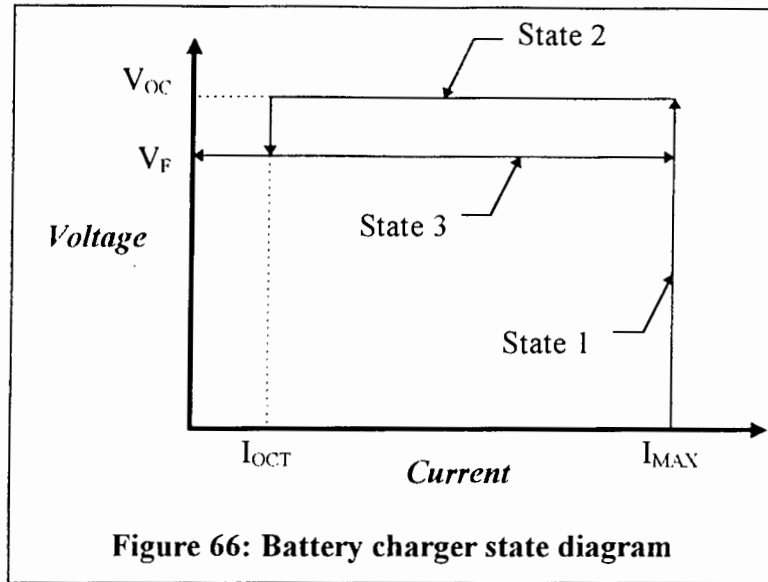 State 2
V_OC
V_F
State 3
Voltage
State 1
I_OCT
I_MAX
Current
Figure 66: Battery charger state diagram